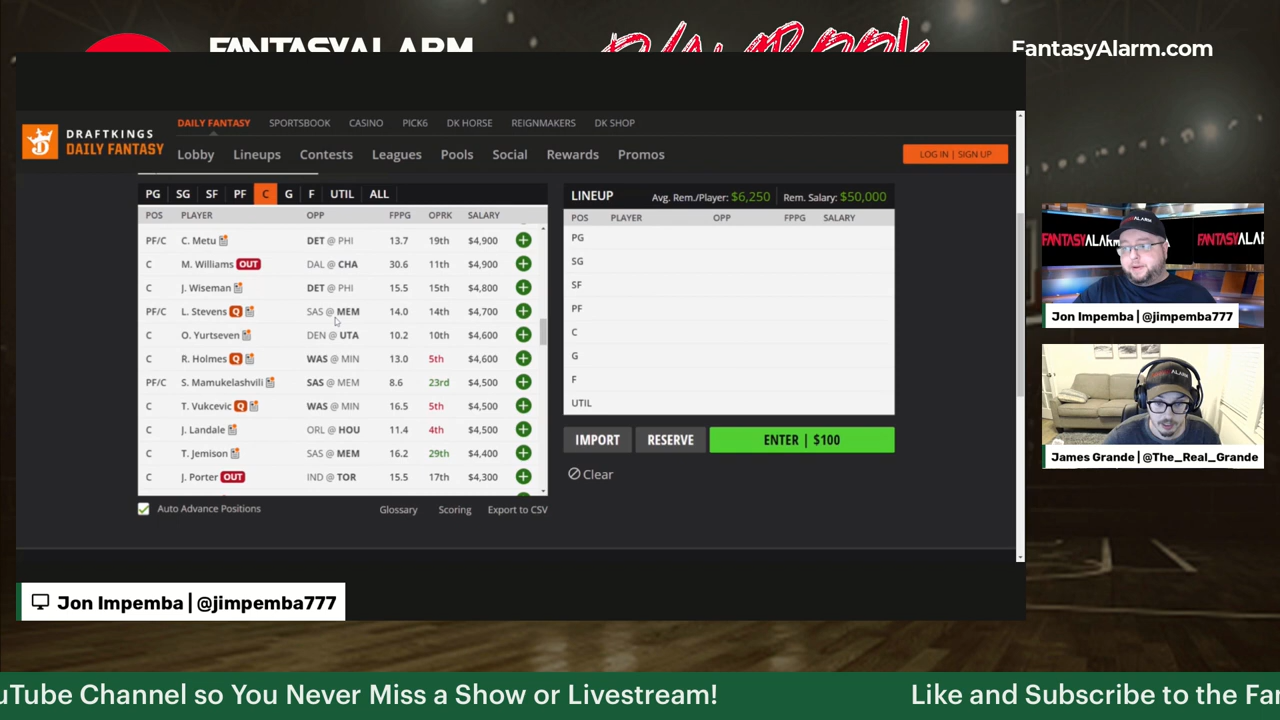 FANTASYALARM
PLAYBOOK
FantasyAlarm.com
DRAFTKINGS
DAILY FANTASY
DAILY FANTASY SPORTSBOOK CASINO PICK6 DK HORSE REIGNMAKERS DK SHOP
Lobby Lineups Contests Leagues Pools Social Rewards Promos
LOG IN | SIGN UP
PG SG SF PF C G F UTIL ALL
POS PLAYER OPP FPPG OPRK SALARY
PF/C C. Metu DET @ PHI 13.7 19th $4,900
C M. Williams OUT DAL @ CHA 30.6 11th $4,900
C J. Wiseman DET @ PHI 15.5 15th $4,800
PF/C L. Stevens Q SAS @ MEM 14.0 14th $4,700
C O. Yurtseven DEN @ UTA 10.2 10th $4,600
C R. Holmes Q WAS @ MIN 13.0 5th $4,600
PF/C S. Mamukelashvili SAS @ MEM 8.6 23rd $4,500
C T. Vukcevic Q WAS @ MIN 16.5 5th $4,500
C J. Landale ORL @ HOU 11.4 4th $4,500
C T. Jemison SAS @ MEM 16.2 29th $4,400
C J. Porter OUT IND @ TOR 15.5 17th $4,300
Auto Advance Positions Glossary Scoring Export to CSV
LINEUP Avg. Rem./Player: $6,250 Rem. Salary: $50,000
POS PLAYER OPP FPPG SALARY
PG
SG
SF
PF
C
G
F
UTIL
IMPORT RESERVE ENTER | $100
Clear
FANTASYALAR
Jon Impemba | @jimpemba777
James Grande | @The_Real_Grande
Jon Impemba | @jimpemba777
uTube Channel so You Never Miss a Show or Livestream! Like and Subscribe to the Fan